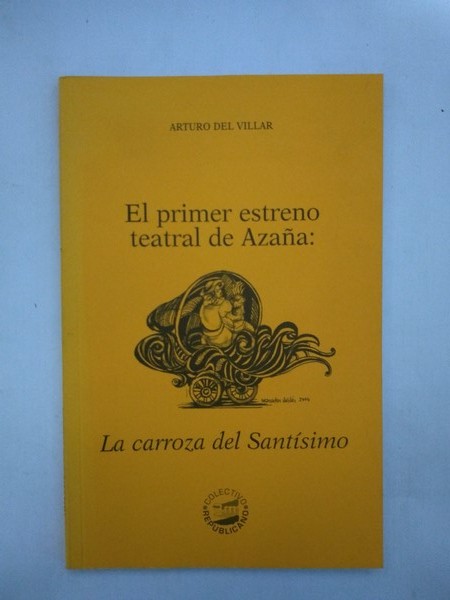 ARTURO DEL VILLAR
El primer estreno
teatral de Azaña:
La carroza del Santísimo
COLECTIVO
REPUBLICANO